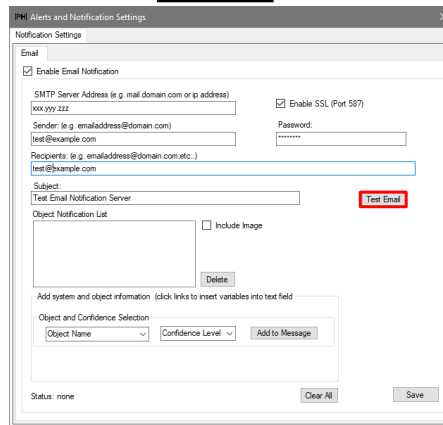 IPHI Alerts and Notification Settings
Notification Settings
Email
Enable Email Notification
SMTP Server Address (e.g. mail.domain.com or ip address)
xxx.yyy.zzz
Enable SSL (Port 587)
Sender: (e.g. emailaddress@domain.com)
Password:
test@example.com
********
Recipients: (e.g. emailaddress@domain.com;etc..)
test@example.com
Subject:
Test Email Notification Server
Test Email
Object Notification List
Include Image
Delete
Add system and object information (click links to insert variables into text field
Object and Confidence Selection
Object Name
Confidence Level
Add to Message
Status: none
Clear All
Save